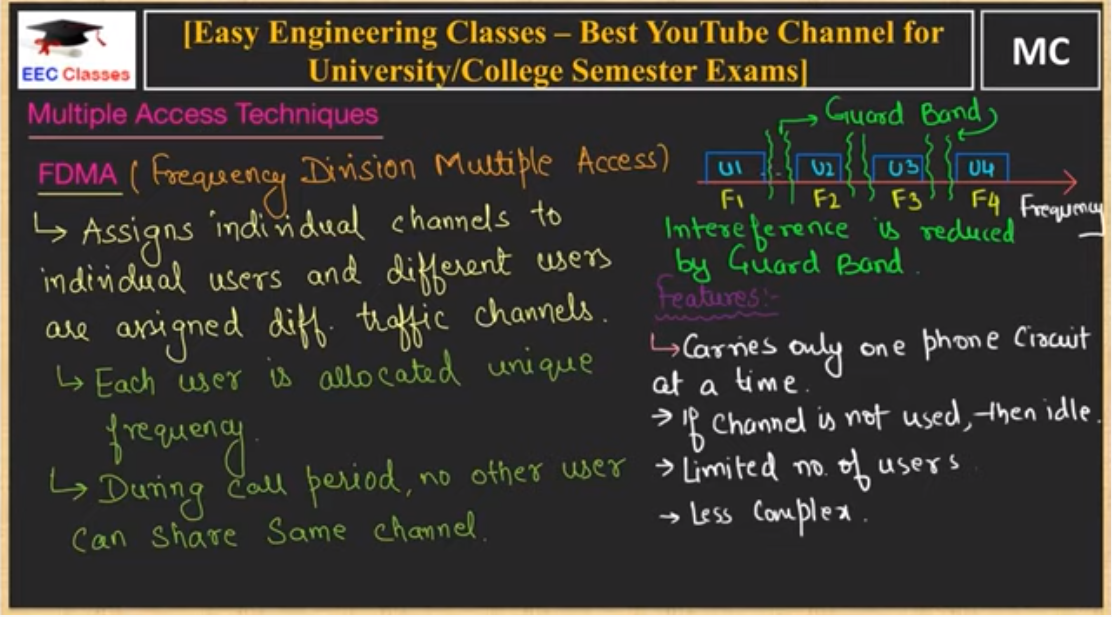 [Easy Engineering Classes – Best YouTube Channel for
University/College Semester Exams]
EEC Classes
MC
Multiple Access Techniques
FDMA (Frequency Division Multiple Access)
↳ Assigns individual channels to
individual users and different users
are assigned diff. traffic channels.
↳ Each user is allocated unique
frequency.
↳ During call period, no other user
can share same channel.
→ Guard Band
U1 U2 U3 U4
F1 F2 F3 F4 Frequency
Intereference is reduced
by Guard Band.
Features:-
↳ Carries only one phone Circuit
at a time.
→ If Channel is not used, then idle.
→ Limited no. of users
→ Less Complex.